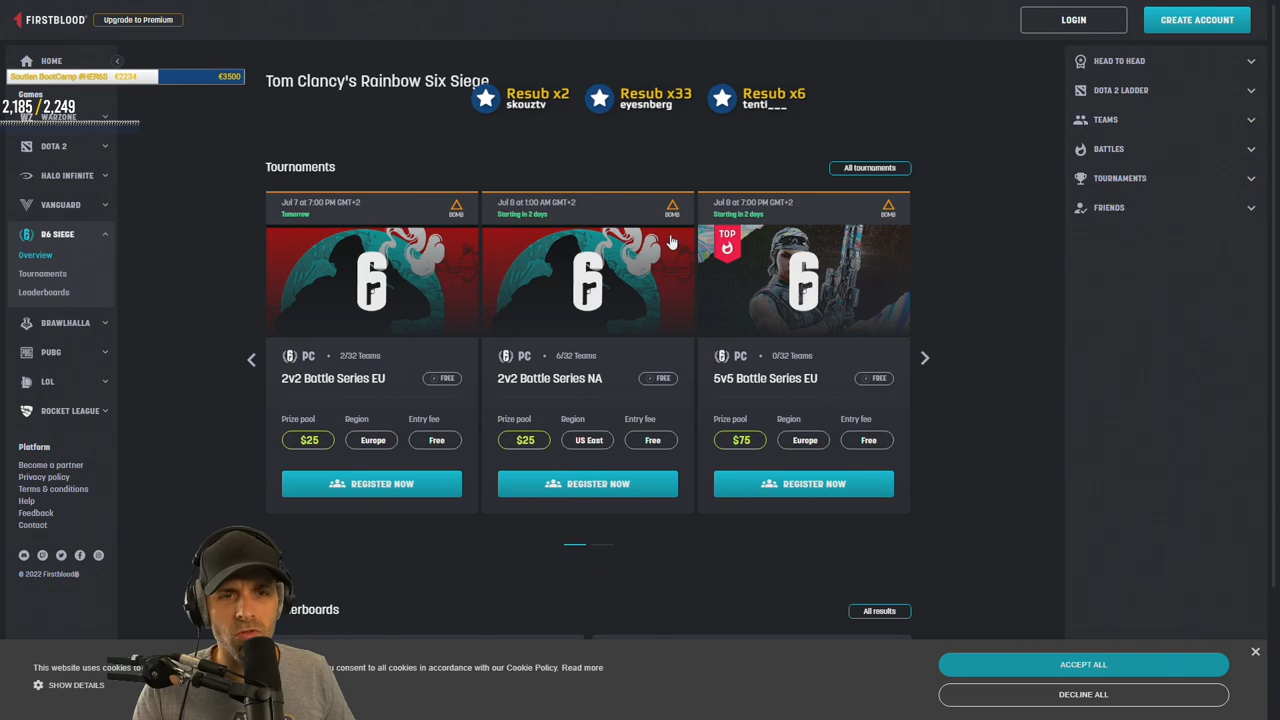 FIRSTBLOOD
Upgrade to Premium
LOGIN
CREATE ACCOUNT
HOME
Soutien BootCamp #HER6S €2234 €3500
Games
2,185 / 2,249
WARZONE
DOTA 2
HALO INFINITE
VANGUARD
R6 SIEGE
Overview
Tournaments
Leaderboards
BRAWLHALLA
PUBG
LOL
ROCKET LEAGUE
Platform
Become a partner
Privacy policy
Terms & conditions
Help
Feedback
Contact
© 2022 Firstblood®
Tom Clancy's Rainbow Six Siege
Resub x2
skouztv
Resub x33
eyesnberg
Resub x6
tenti___
Tournaments
All tournaments
Jul 7 at 7:00 PM GMT+2
Tomorrow
BOMB
PC • 2/32 Teams
2v2 Battle Series EU
FREE
Prize pool Region Entry fee
$25 Europe Free
REGISTER NOW
Jul 8 at 1:00 AM GMT+2
Starting in 2 days
BOMB
PC • 6/32 Teams
2v2 Battle Series NA
FREE
Prize pool Region Entry fee
$25 US East Free
REGISTER NOW
Jul 8 at 7:00 PM GMT+2
Starting in 2 days
BOMB
TOP
PC • 0/32 Teams
5v5 Battle Series EU
FREE
Prize pool Region Entry fee
$75 Europe Free
REGISTER NOW
erboards
All results
HEAD TO HEAD
DOTA 2 LADDER
TEAMS
BATTLES
TOURNAMENTS
FRIENDS
This website uses cookies to
ou consent to all cookies in accordance with our Cookie Policy. Read more
SHOW DETAILS
ACCEPT ALL
DECLINE ALL